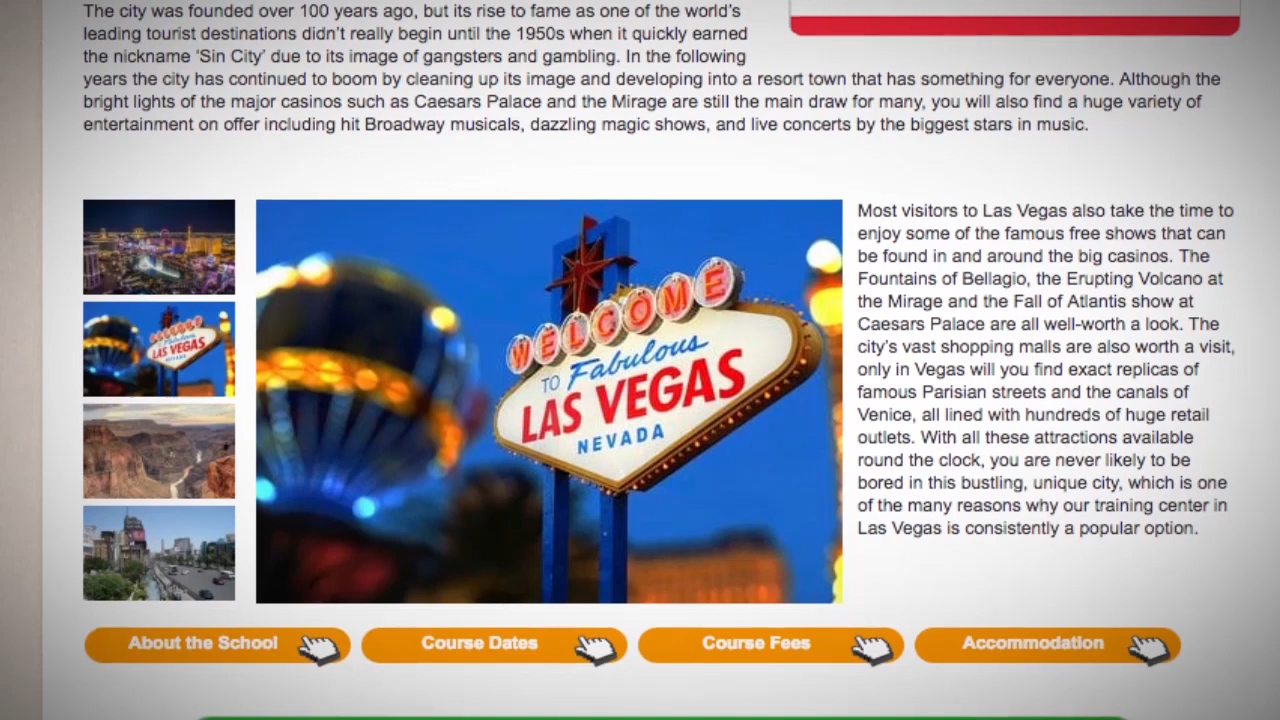 The city was founded over 100 years ago, but its rise to fame as one of the world's
leading tourist destinations didn't really begin until the 1950s when it quickly earned
the nickname 'Sin City' due to its image of gangsters and gambling. In the following
years the city has continued to boom by cleaning up its image and developing into a resort town that has something for everyone. Although the
bright lights of the major casinos such as Caesars Palace and the Mirage are still the main draw for many, you will also find a huge variety of
entertainment on offer including hit Broadway musicals, dazzling magic shows, and live concerts by the biggest stars in music.
WELCOME
TO Fabulous
LAS VEGAS
NEVADA
WELCOME
Fabulous
LAS VEGAS
NEVADA
Most visitors to Las Vegas also take the time to
enjoy some of the famous free shows that can
be found in and around the big casinos. The
Fountains of Bellagio, the Erupting Volcano at
the Mirage and the Fall of Atlantis show at
Caesars Palace are all well-worth a look. The
city's vast shopping malls are also worth a visit,
only in Vegas will you find exact replicas of
famous Parisian streets and the canals of
Venice, all lined with hundreds of huge retail
outlets. With all these attractions available
round the clock, you are never likely to be
bored in this bustling, unique city, which is one
of the many reasons why our training center in
Las Vegas is consistently a popular option.
About the School
Course Dates
Course Fees
Accommodation